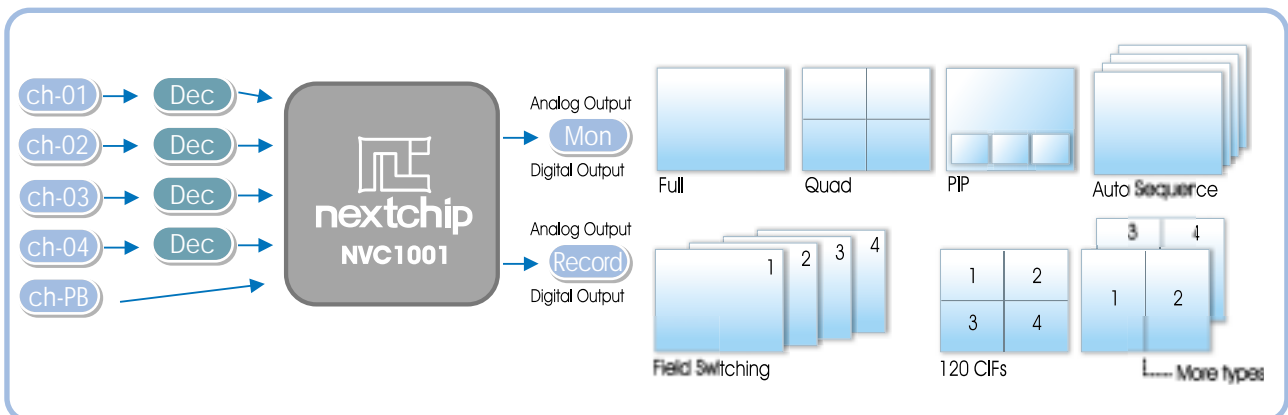 ch-01
Dec
ch-02
Dec
ch-03
Dec
ch-04
Dec
ch-PB
nextchip
NVC1001
Analog Output
Mon
Digital Output
Analog Output
Record
Digital Output
Full
Quad
PIP
Auto Sequence
1
2
3
4
Field Switching
1
2
3
4
120 CIFs
3
4
1
2
More types